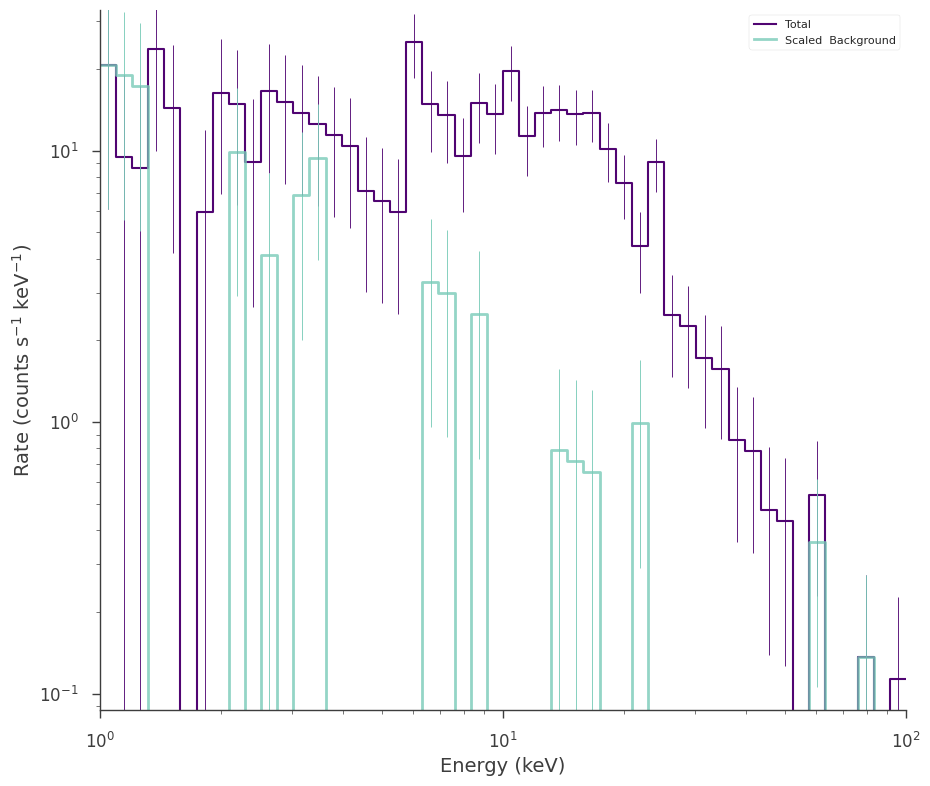 Total
Scaled Background
Rate (counts s⁻¹ keV⁻¹)
10¹
10⁰
10⁻¹
10⁰ 10¹ 10²
Energy (keV)